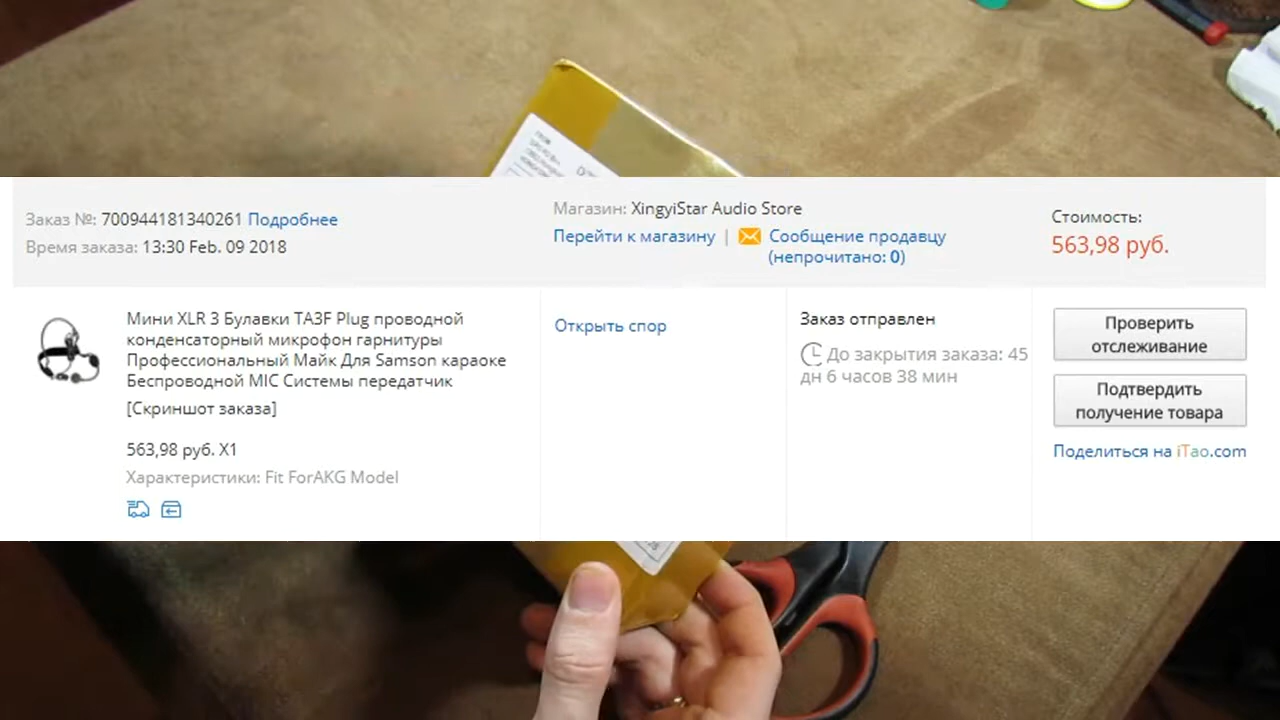 Заказ №: 700944181340261 Подробнее
Время заказа: 13:30 Feb. 09 2018
Магазин: XingyiStar Audio Store
Перейти к магазину | Сообщение продавцу
(непрочитано: 0)
Стоимость:
563,98 руб.
Мини XLR 3 Булавки TA3F Plug проводной
конденсаторный микрофон гарнитуры
Профессиональный Майк Для Samson караоке
Беспроводной MIC Системы передатчик
[Скриншот заказа]
563,98 руб. X1
Характеристики: Fit ForAKG Model
Открыть спор
Заказ отправлен
До закрытия заказа: 45
дн 6 часов 38 мин
Проверить
отслеживание
Подтвердить
получение товара
Поделиться на iTao.com